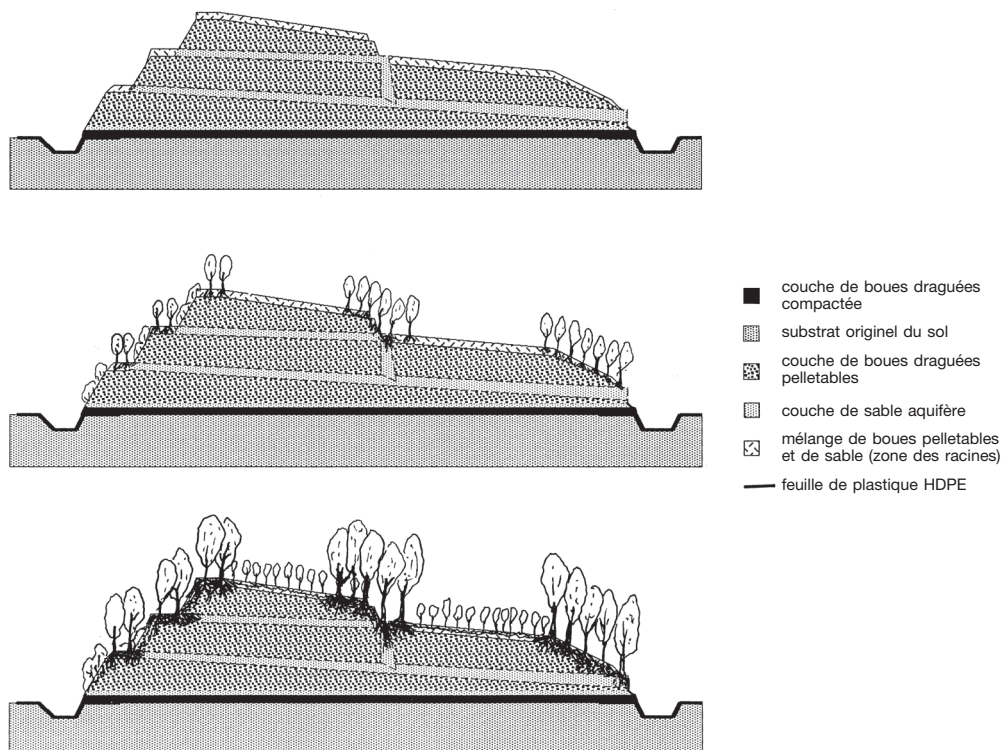 couche de boues draguées
compactée
substrat originel du sol
couche de boues draguées
pelletables
couche de sable aquifère
mélange de boues pelletables
et de sable (zone des racines)
feuille de plastique HDPE